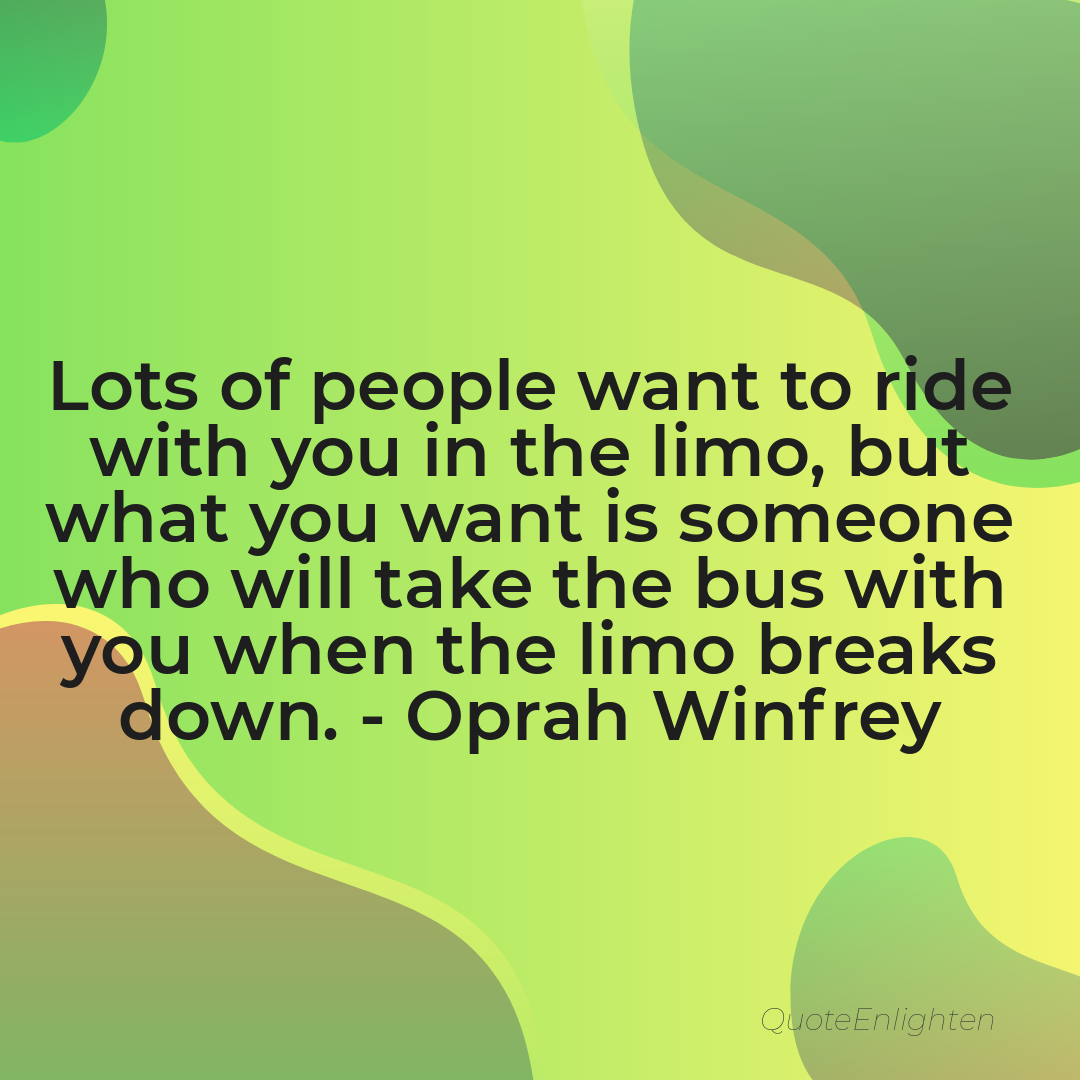 Lots of people want to ride
with you in the limo, but
what you want is someone
who will take the bus with
you when the limo breaks
down. - Oprah Winfrey
QuoteEnlighten